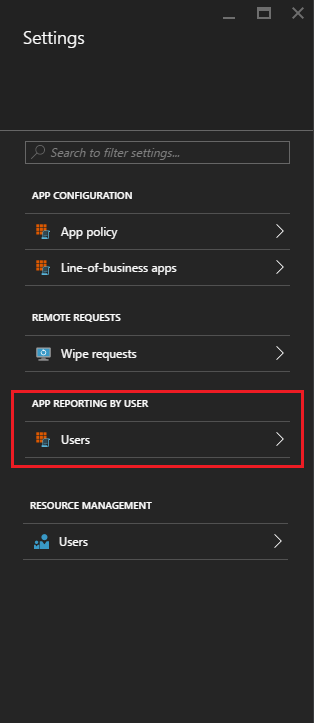 Settings
Search to filter settings...
APP CONFIGURATION
App policy
Line-of-business apps
REMOTE REQUESTS
Wipe requests
APP REPORTING BY USER
Users
RESOURCE MANAGEMENT
Users